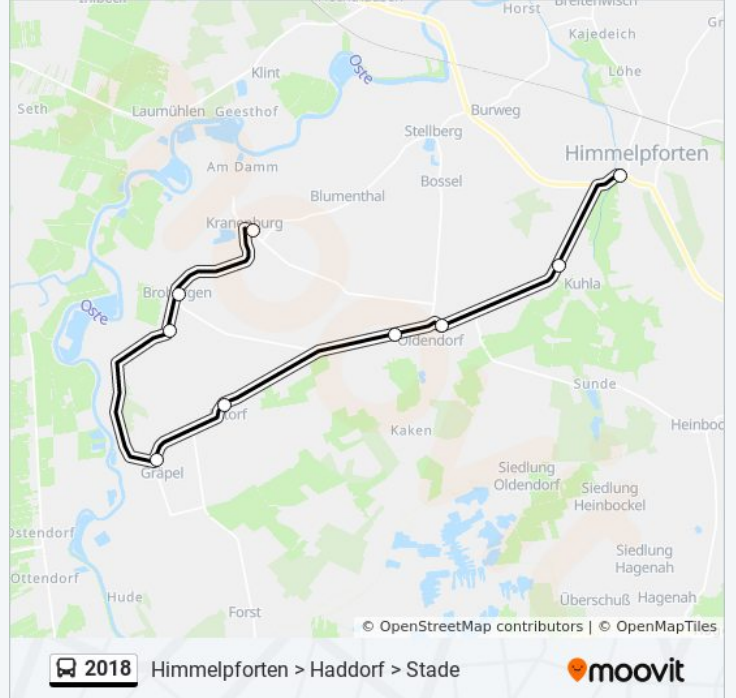 Horst
Kajedeich
Klint
Oste
Löhe
Seth
Laumühlen
Geesthof
Burweg
Stellberg
Himmelpforten
Am Damm
Bossel
Blumenthal
Kranenburg
Kuhla
Oste
Oldendorf
Sunde
Kaken
Heinboc
Gräpel
Siedlung
Oldendorf
Siedlung
Heinbockel
Ostendorf
Siedlung
Hagenah
Ottendorf
Hude
Überschuß
Hagenah
Forst
© OpenStreetMap contributors | © OpenMapTiles
2018 Himmelpforten > Haddorf > Stade
moovit